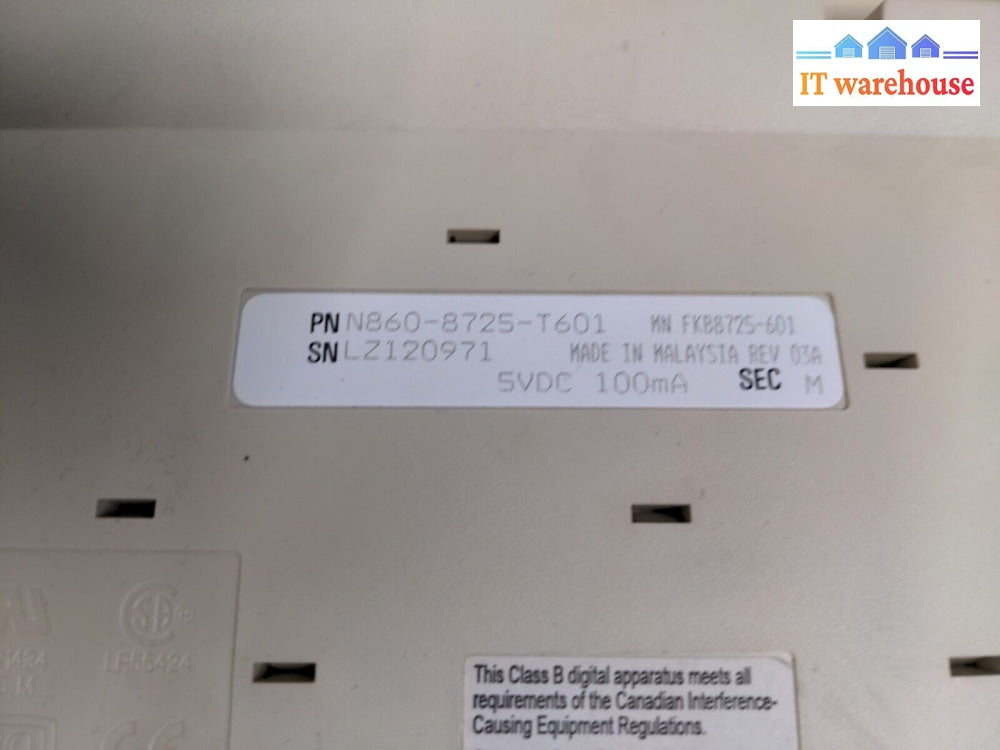 IT warehouse
PN N860-8725-T601 MN FKB8725-601
SN LZ120971 MADE IN MALAYSIA REV 03A
5VDC 100mA SEC M
LR56424
This Class B digital apparatus meets all
requirements of the Canadian Interference-
Causing Equipment Regulations.